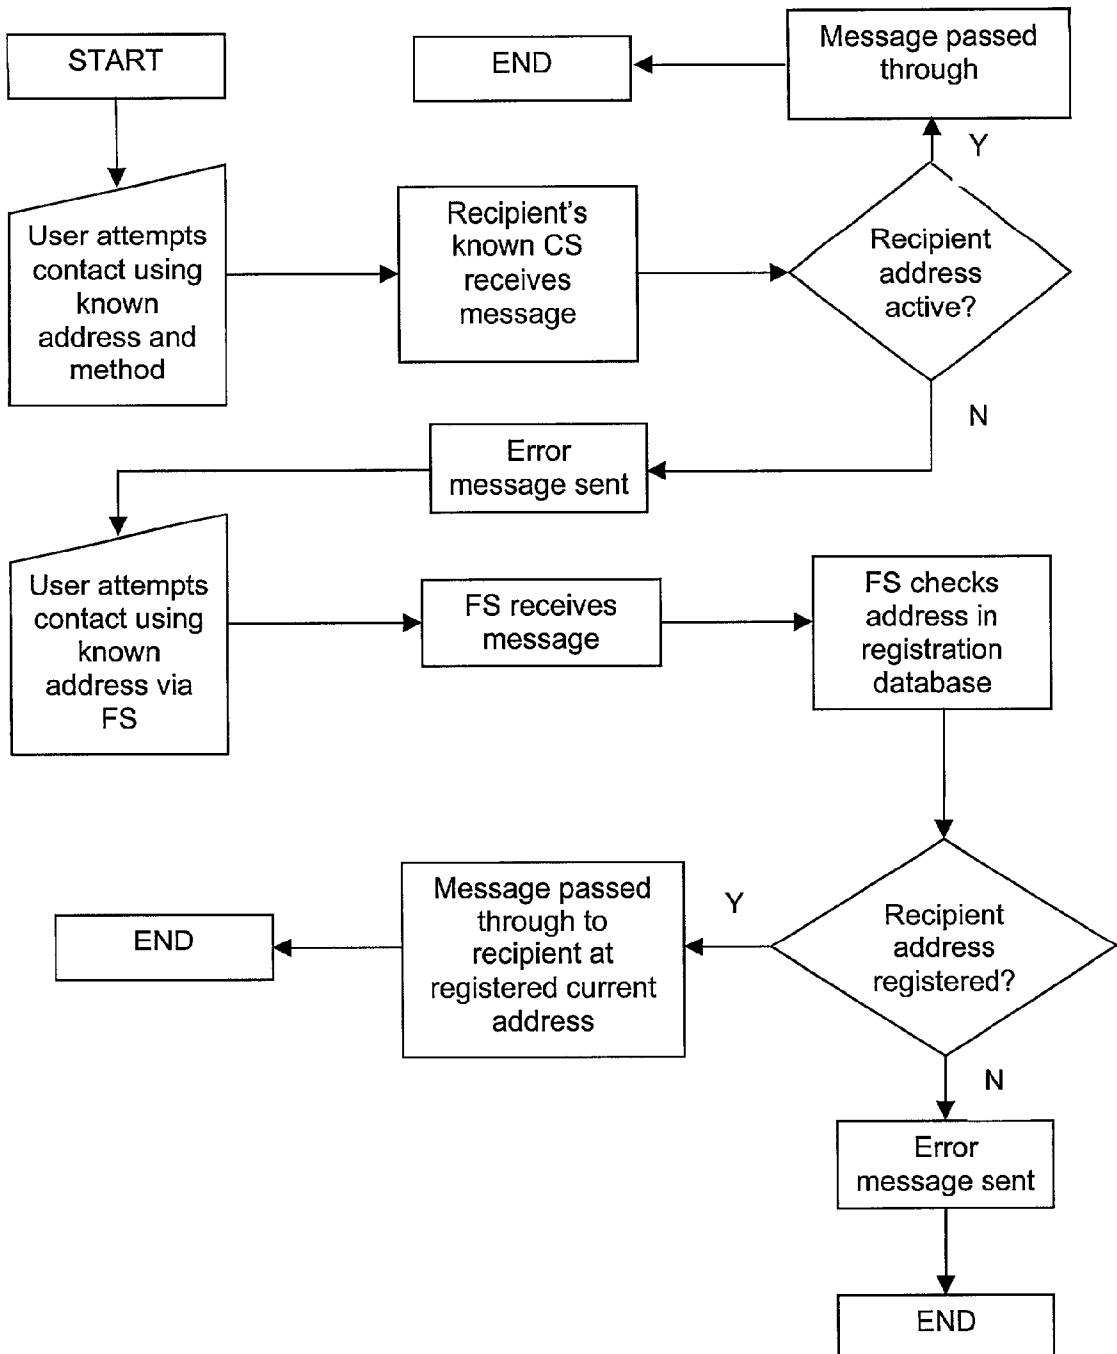 START
END
Message passed
through
Y
User attempts
contact using
known
address and
method
Recipient's
known CS
receives
message
Recipient
address
active?
N
Error
message sent
User attempts
contact using
known
address via
FS
FS receives
message
FS checks
address in
registration
database
END
Message passed
through to
recipient at
registered current
address
Y
Recipient
address
registered?
N
Error
message sent
END